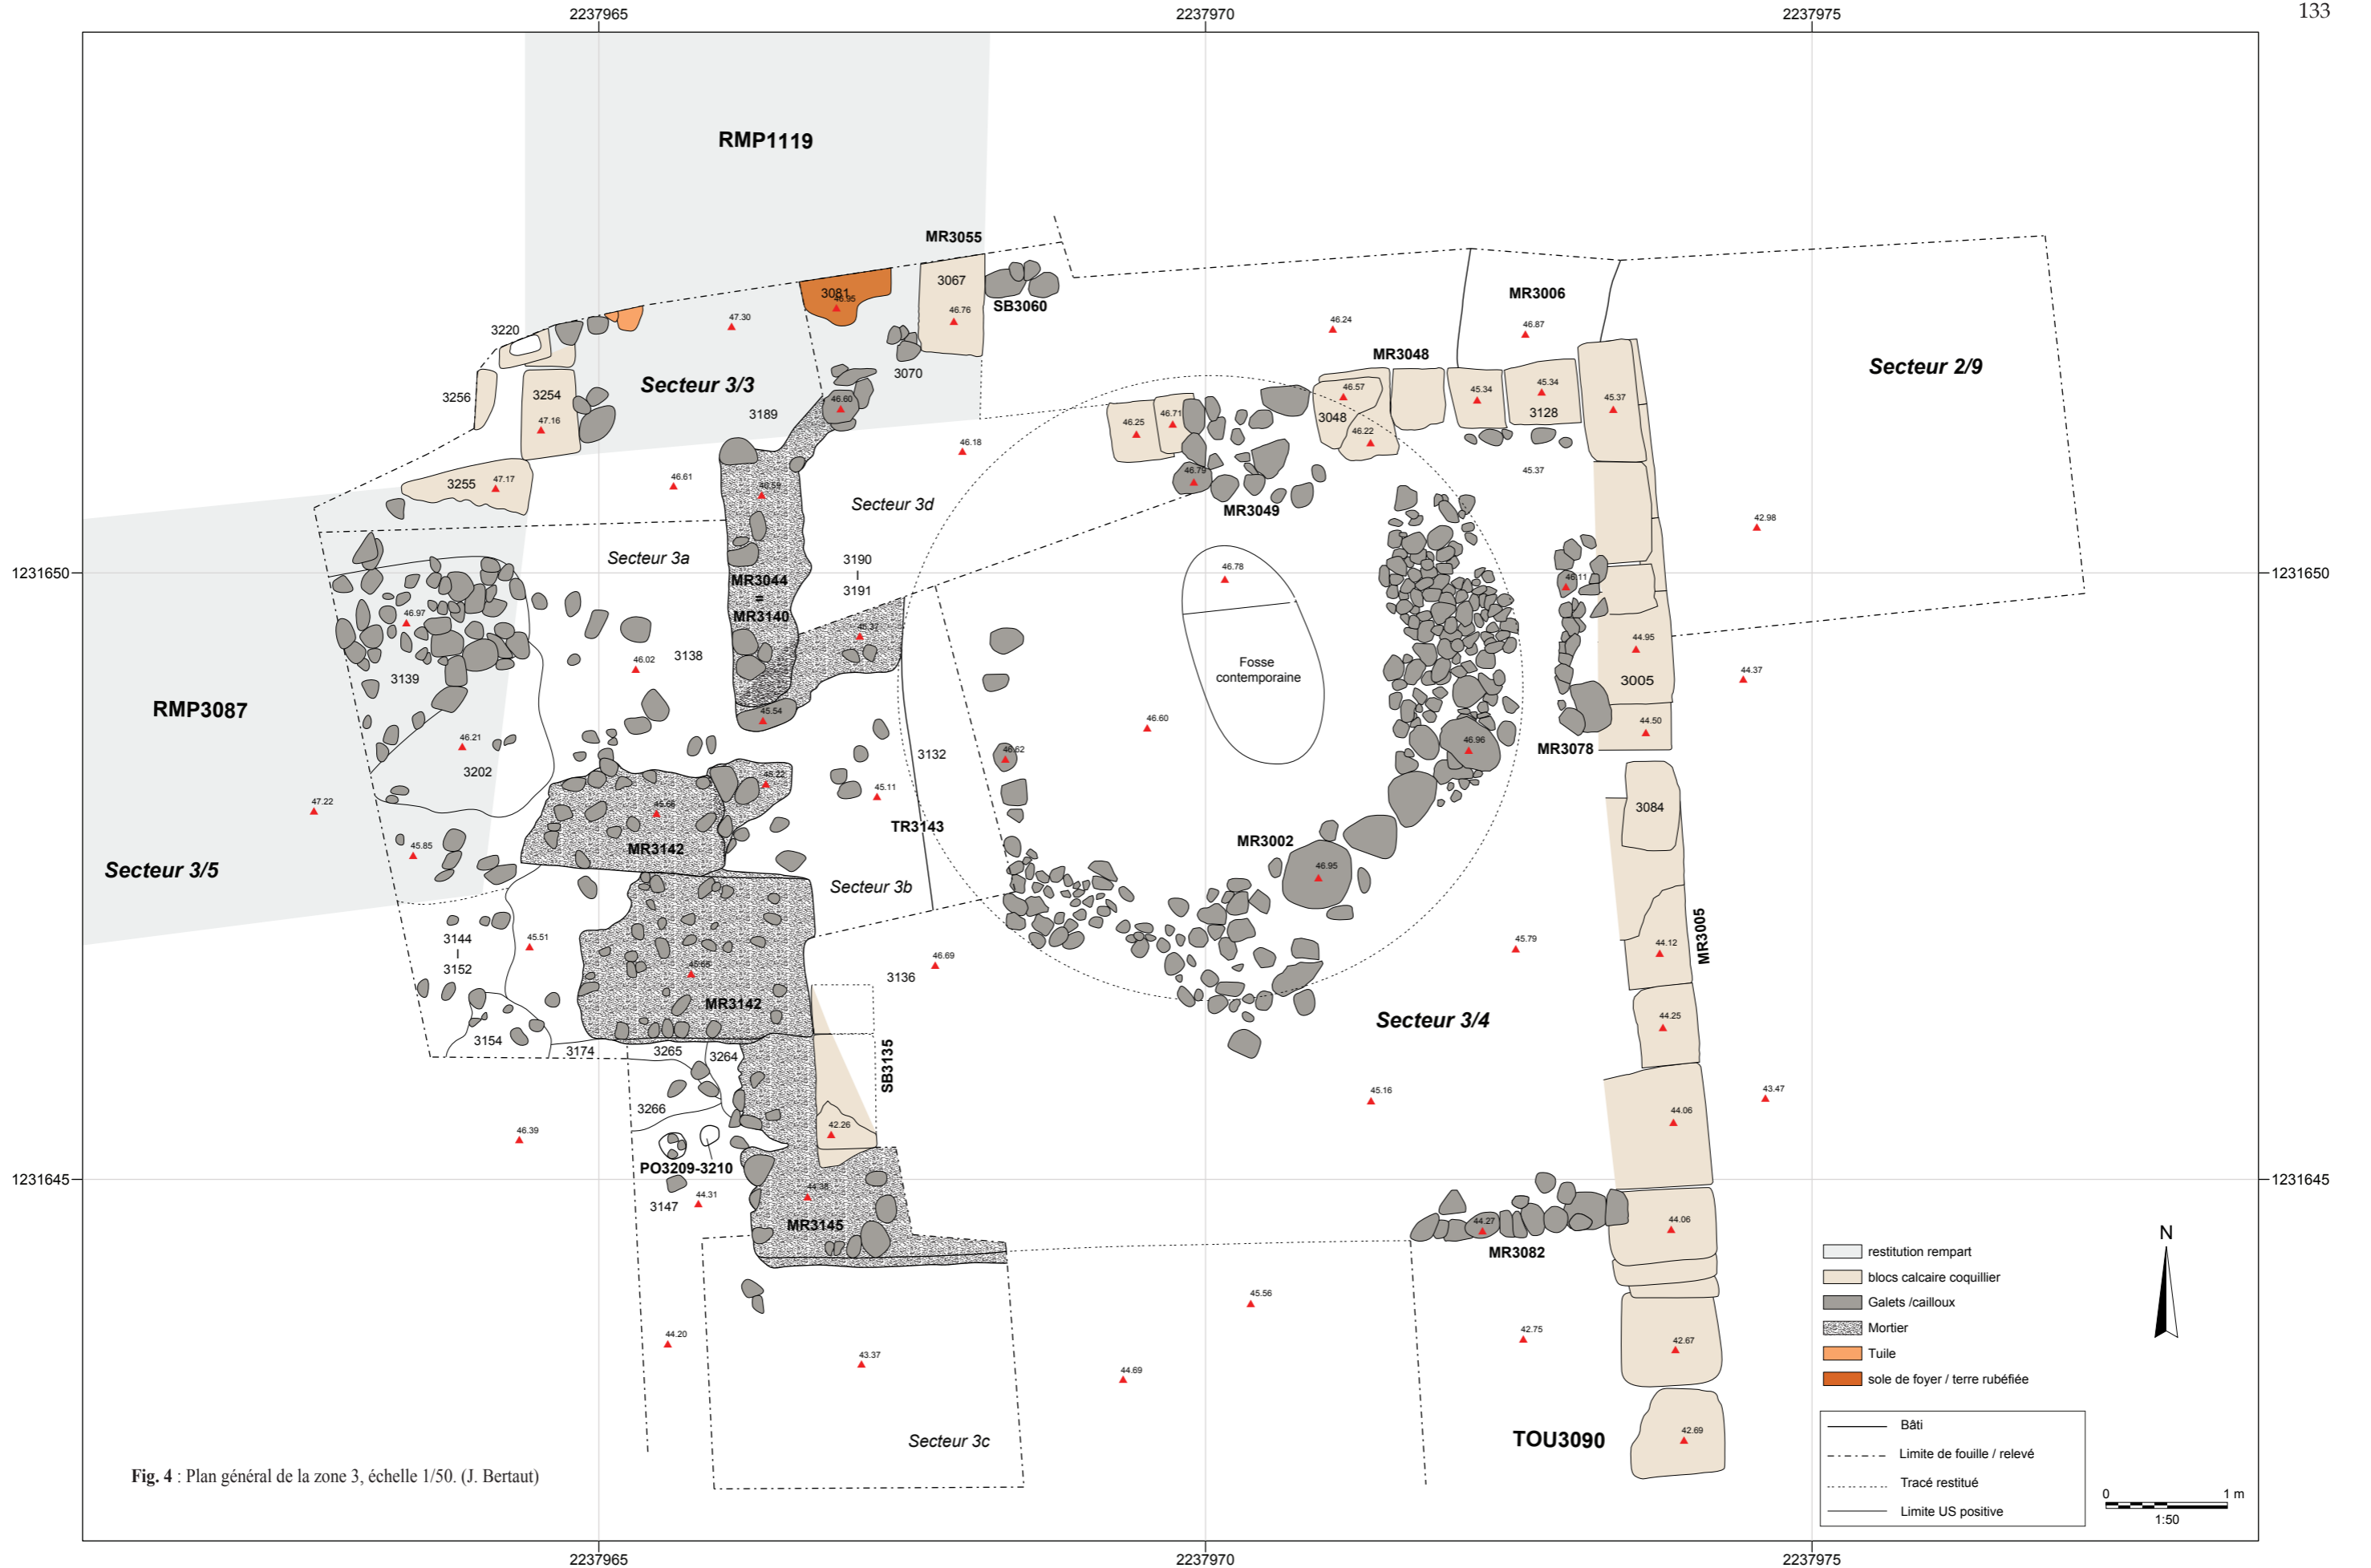 133
2237965
2237970
2237975
RMP1119
MR3055
3067
3081
46.95
46.76
SB3060
MR3006
46.87
47.30
46.24
3220
MR3048
Secteur 2/9
Secteur 3/3
3070
3256
3254
47.16
3189
46.60
46.57
45.34
45.34
3128
45.37
46.25
46.71
3048
46.22
46.18
3255
47.17
46.61
46.59
46.79
45.37
Secteur 3d
MR3049
42.98
Secteur 3a
3190
3191
1231650
1231650
MR3044
=
MR3140
46.78
46.11
46.97
46.02
3138
44.95
Fosse
contemporaine
3139
3005
44.37
RMP3087
45.54
46.60
44.50
46.21
3202
3132
46.62
46.96
MR3078
47.22
45.11
3084
45.66
TR3143
MR3142
MR3002
45.85
Secteur 3/5
Secteur 3b
46.95
3144
3152
45.51
46.69
3136
45.79
44.12
MR3005
MR3142
Secteur 3/4
44.25
3154
3174
3265
3264
SB3135
3266
45.16
43.47
44.06
46.39
42.26
PO3209-3210
1231645
1231645
3147
44.31
44.38
MR3145
44.27
44.06
MR3082
N
restitution rempart
blocs calcaire coquillier
Galets /cailloux
Mortier
Tuile
sole de foyer / terre rubéfiée
45.56
44.20
43.37
44.69
42.75
42.67
Secteur 3c
TOU3090
42.69
Bâti
Limite de fouille / relevé
Tracé restitué
Limite US positive
0 1 m
1:50
Fig. 4 : Plan général de la zone 3, échelle 1/50. (J. Bertaut)
2237965
2237970
2237975